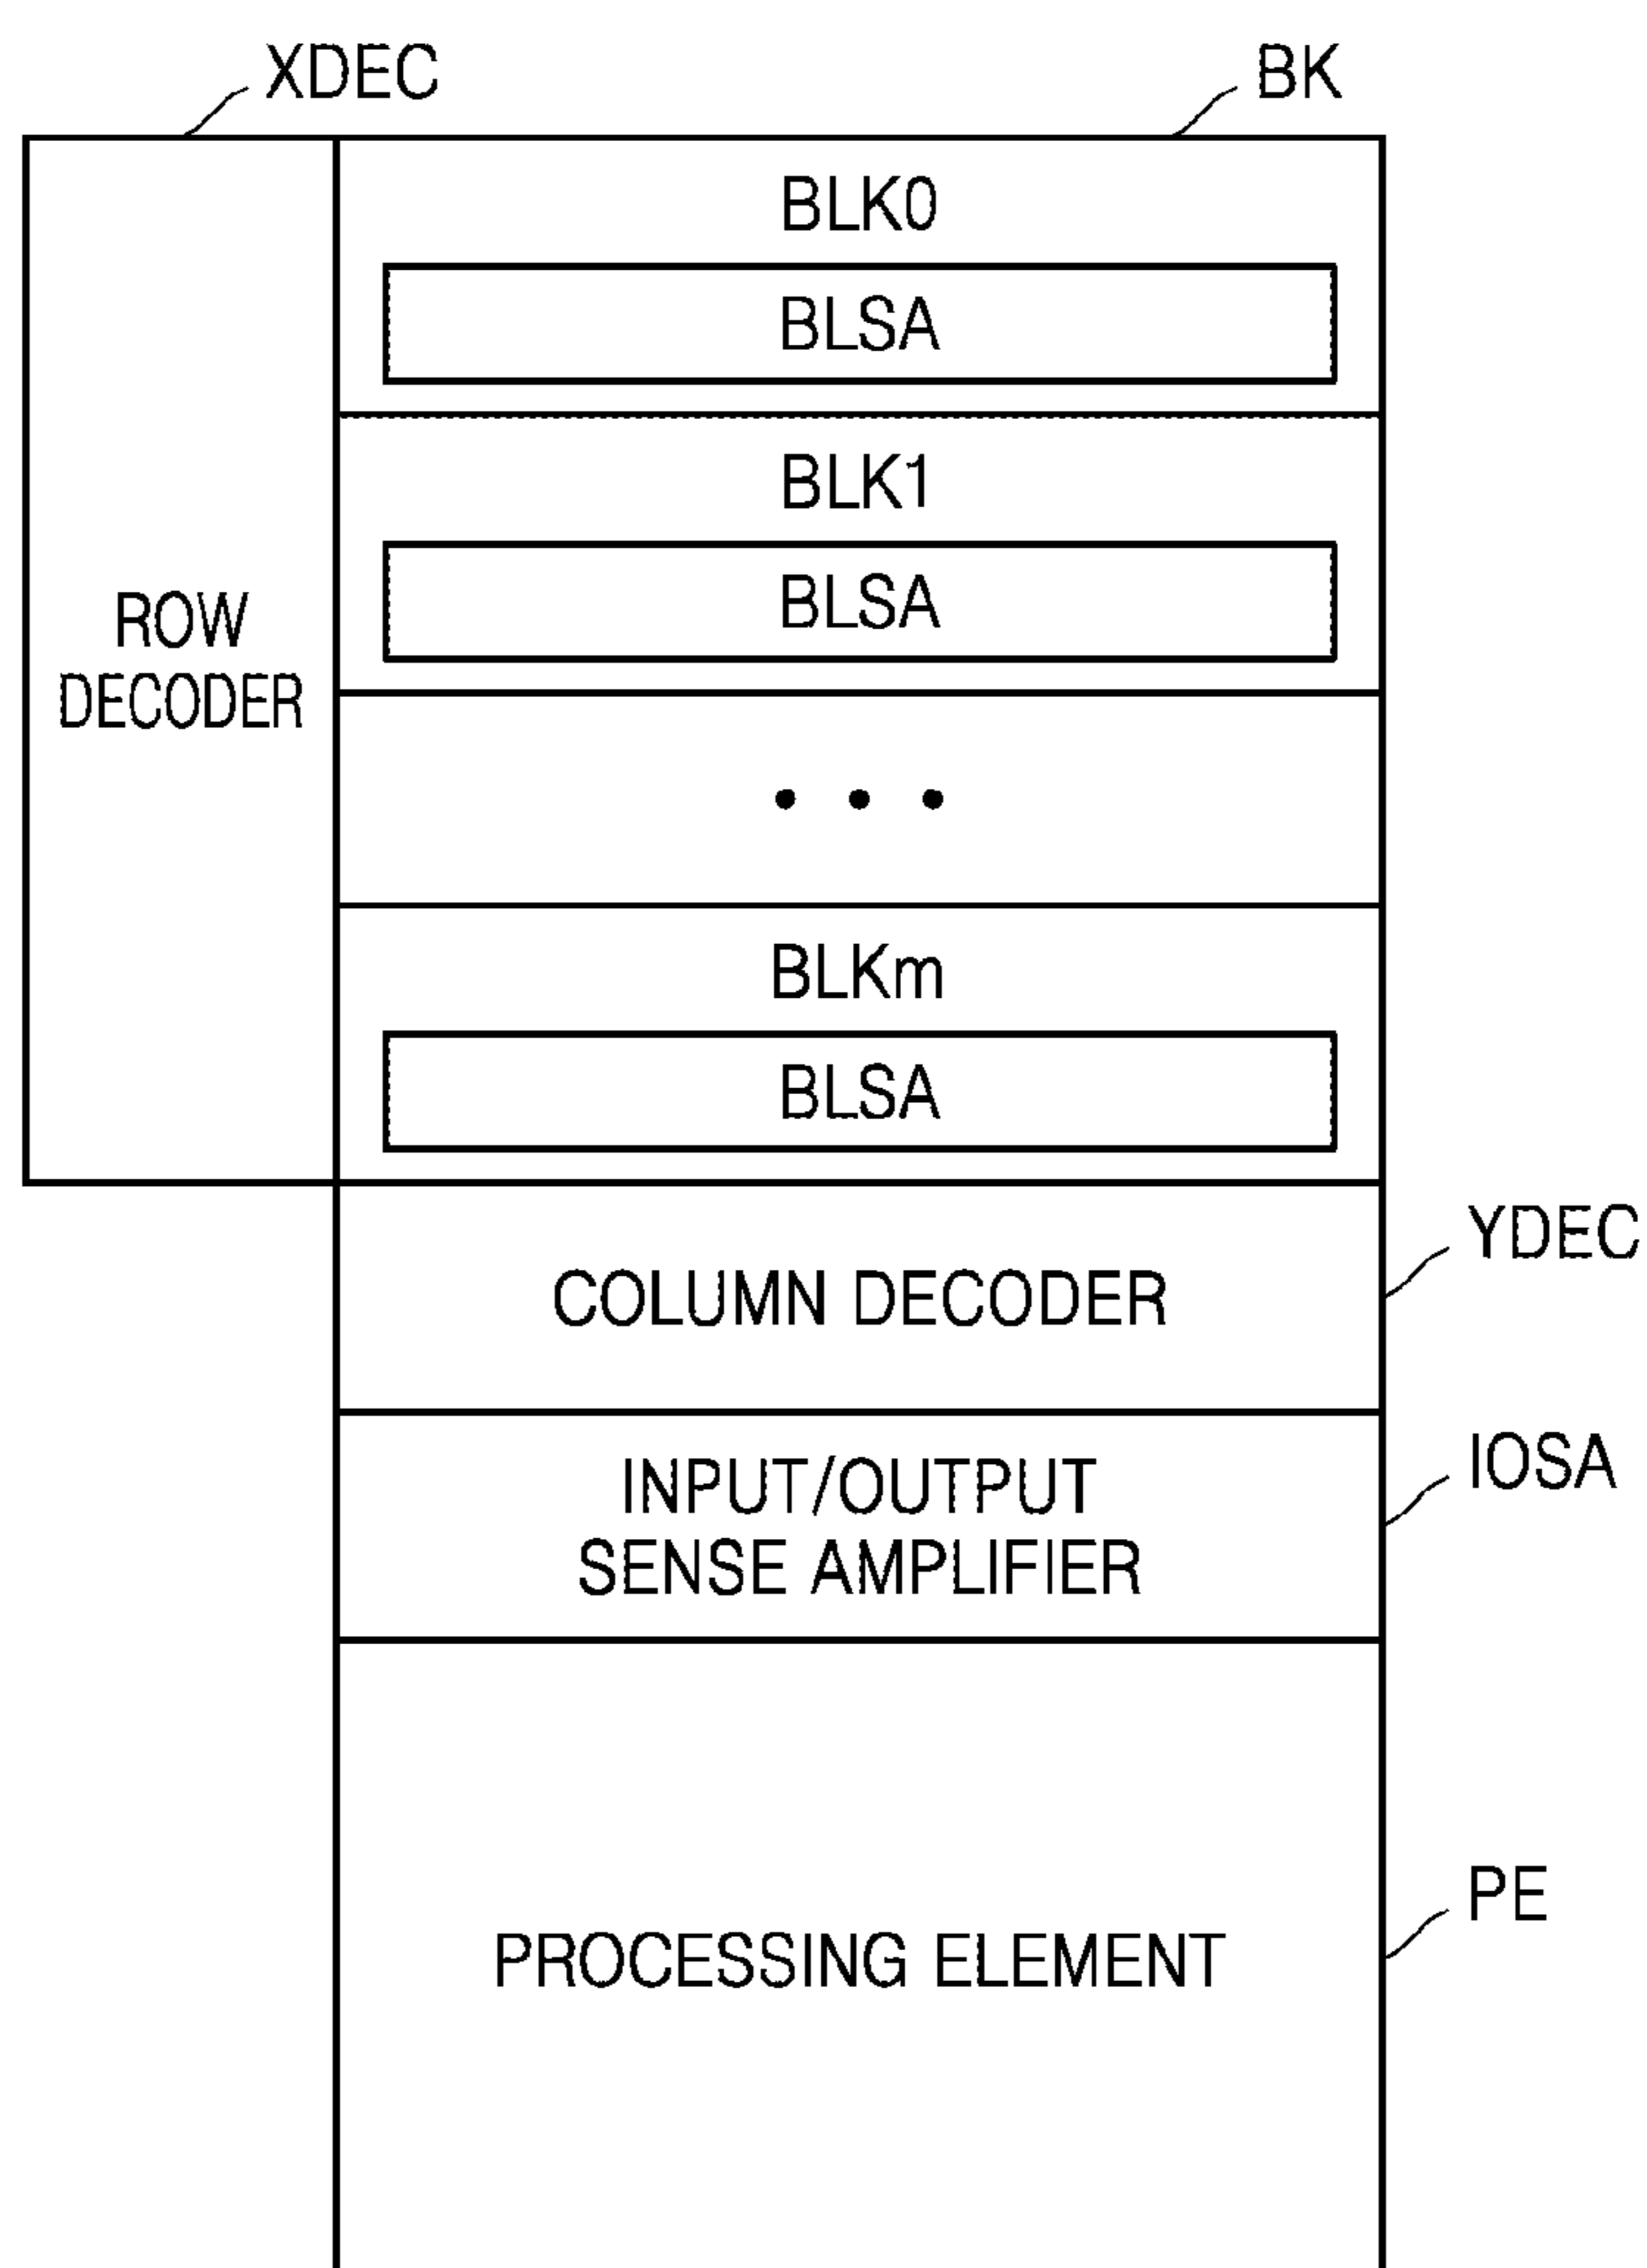 XDEC
BK
BLK0
BLSA
BLK1
BLSA
ROW
DECODER
• • •
BLKm
BLSA
YDEC
COLUMN DECODER
IOSA
INPUT/OUTPUT
SENSE AMPLIFIER
PE
PROCESSING ELEMENT